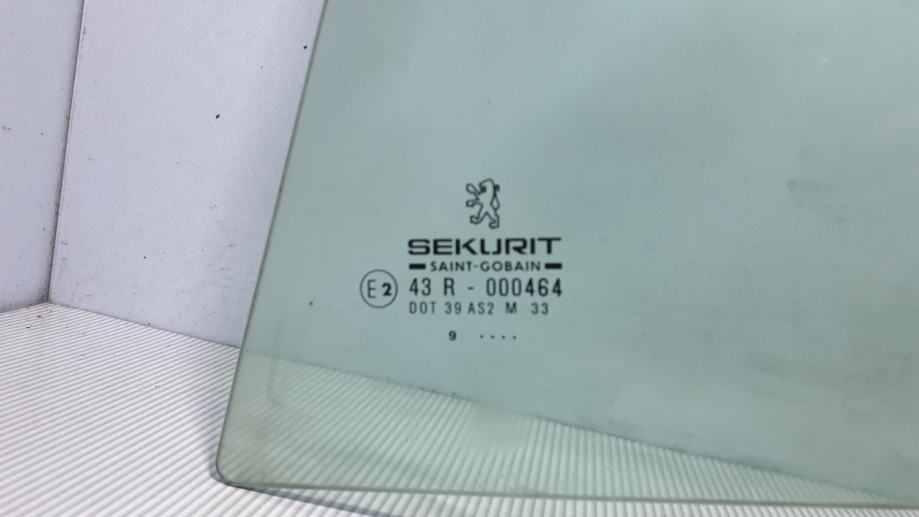 SEKURIT
SAINT-GOBAIN
E2 43 R - 000464
DOT 39 AS2 M 33
9 ....